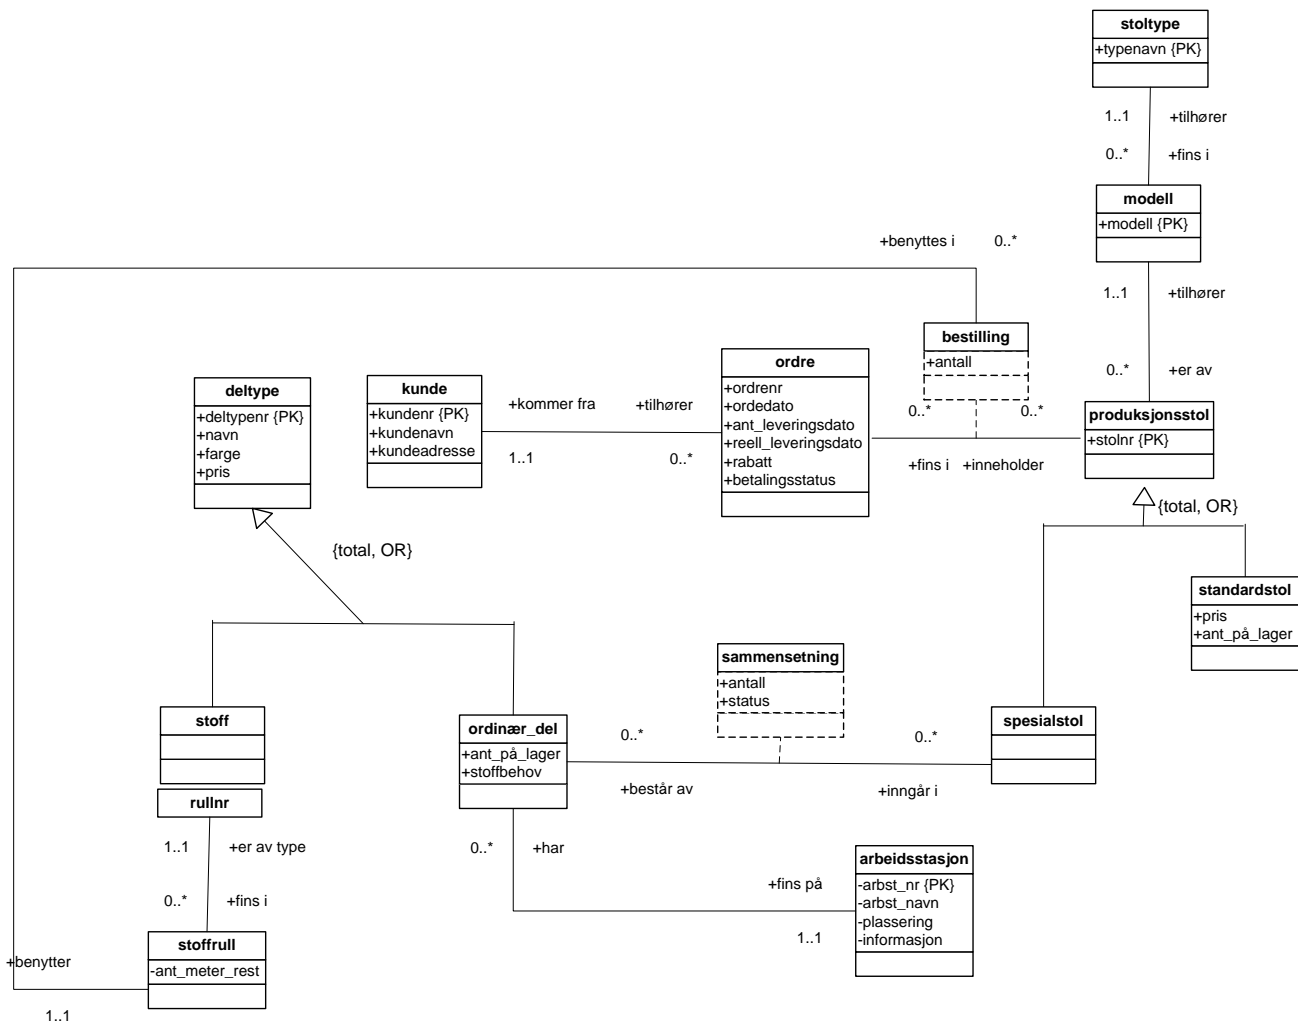 stoltype
+typenavn {PK}
1..1 +tilhører
0..* +fins i
modell
+modell {PK}
+benyttes i 0..*
1..1 +tilhører
bestilling
+antall
ordre
+ordrenr
+ordedato
+ant_leveringsdato
+reell_leveringsdato
+rabatt
+betalingsstatus
0..* +er av
deltype
+deltypenr {PK}
+navn
+farge
+pris
kunde
+kundenr {PK}
+kundenavn
+kundeadresse
+kommer fra +tilhører
1..1 0..*
0..* 0..*
+fins i +inneholder
produksjonsstol
+stolnr {PK}
{total, OR}
{total, OR}
standardstol
+pris
+ant_på_lager
sammensetning
+antall
+status
stoff
ordinær_del
+ant_på_lager
+stoffbehov
spesialstol
0..* 0..*
+består av +inngår i
rullnr
1..1 +er av type
0..* +har
arbeidsstasjon
-arbst_nr {PK}
-arbst_navn
-plassering
-informasjon
+fins på
1..1
0..* +fins i
stoffrull
-ant_meter_rest
+benytter
1..1